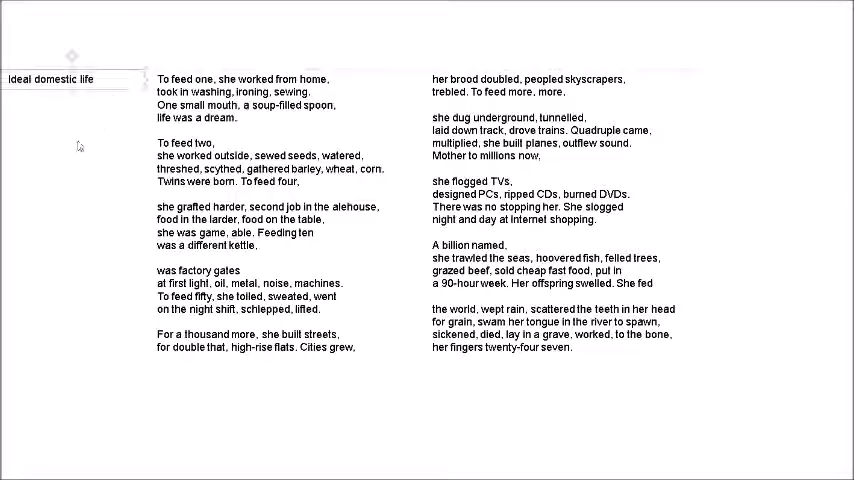 Ideal domestic life
To feed one, she worked from home,
took in washing, ironing, sewing.
One small mouth, a soup-filled spoon,
life was a dream.
To feed two,
she worked outside, sewed seeds, watered,
threshed, scythed, gathered barley, wheat, corn.
Twins were born. To feed four,
she grafted harder, second job in the alehouse,
food in the larder, food on the table,
she was game, able. Feeding ten
was a different kettle,
was factory gates
at first light, oil, metal, noise, machines.
To feed fifty, she toiled, sweated, went
on the night shift, schlepped, lifted.
For a thousand more, she built streets,
for double that, high-rise flats. Cities grew,
her brood doubled, peopled skyscrapers,
trebled. To feed more, more,
she dug underground, tunnelled,
laid down track, drove trains. Quadruple came,
multiplied, she built planes, outflew sound.
Mother to millions now,
she flogged TVs,
designed PCs, ripped CDs, burned DVDs.
There was no stopping her. She slogged
night and day at internet shopping.
A billion named,
she trawled the seas, hoovered fish, felled trees,
grazed beef, sold cheap fast food, put in
a 90-hour week. Her offspring swelled. She fed
the world, wept rain, scattered the teeth in her head
for grain, swam her tongue in the river to spawn,
sickened, died, lay in a grave, worked, to the bone,
her fingers twenty-four seven.